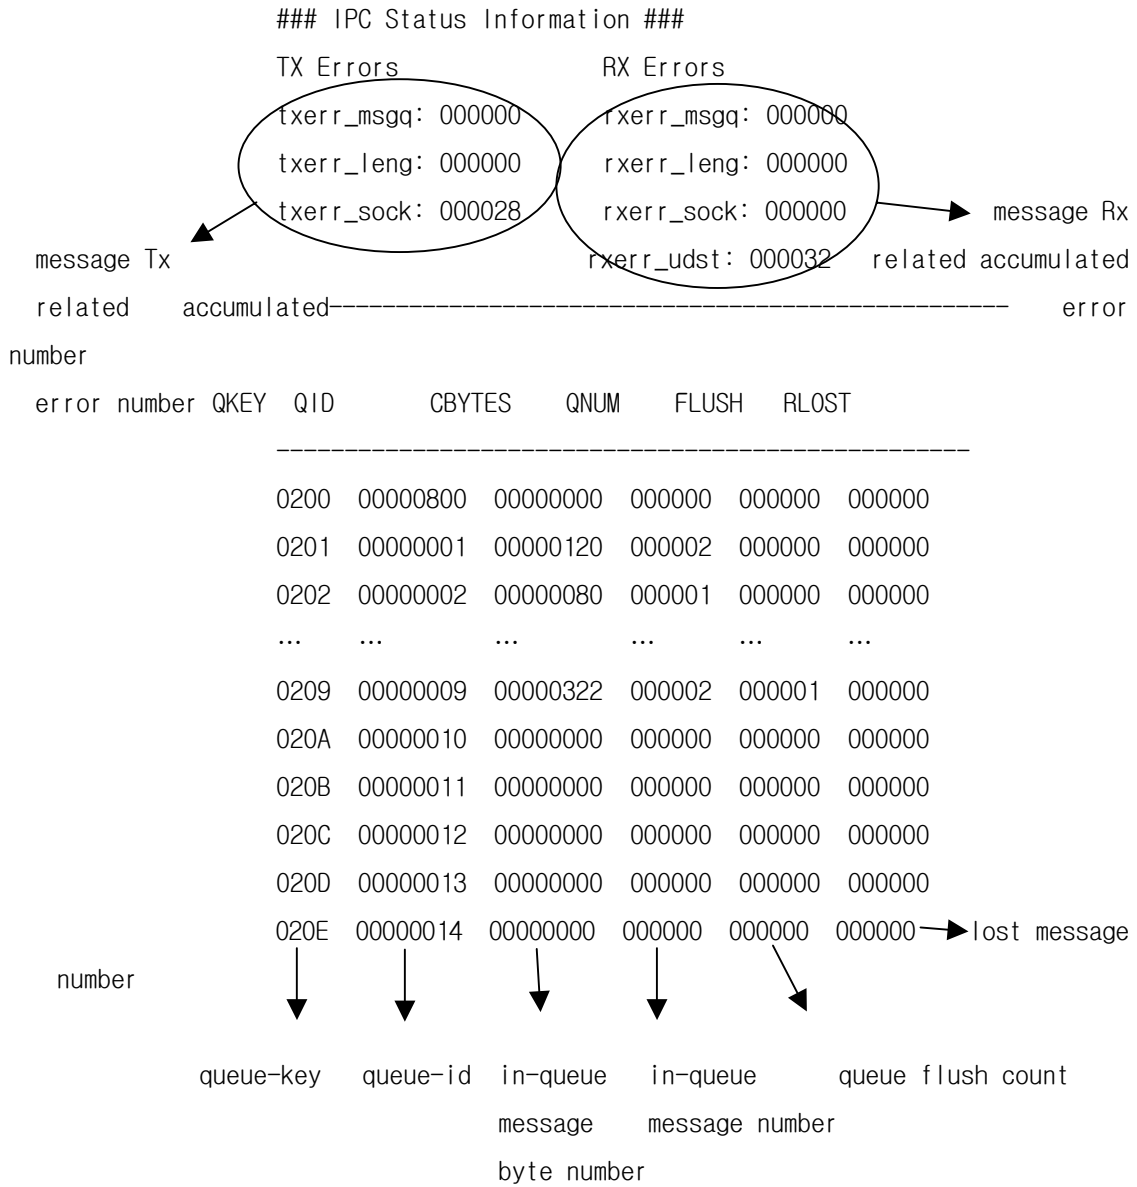 ### IPC Status Information ###
TX Errors RX Errors
txerr_msgq: 000000 rxerr_msgq: 000000
txerr_leng: 000000 rxerr_leng: 000000
txerr_sock: 000028 rxerr_sock: 000000 message Rx
message Tx rxerr_udst: 000032 related accumulated
related accumulated--------------------------------------------------- error
number
error number QKEY QID CBYTES QNUM FLUSH RLOST
---------------------------------------------------
0200 00000800 00000000 000000 000000 000000
0201 00000001 00000120 000002 000000 000000
0202 00000002 00000080 000001 000000 000000
... ... ... ... ... ...
0209 00000009 00000322 000002 000001 000000
020A 00000010 00000000 000000 000000 000000
020B 00000011 00000000 000000 000000 000000
020C 00000012 00000000 000000 000000 000000
020D 00000013 00000000 000000 000000 000000
020E 00000014 00000000 000000 000000 000000 lost message
number
queue-key queue-id in-queue in-queue queue flush count
message message number
byte number